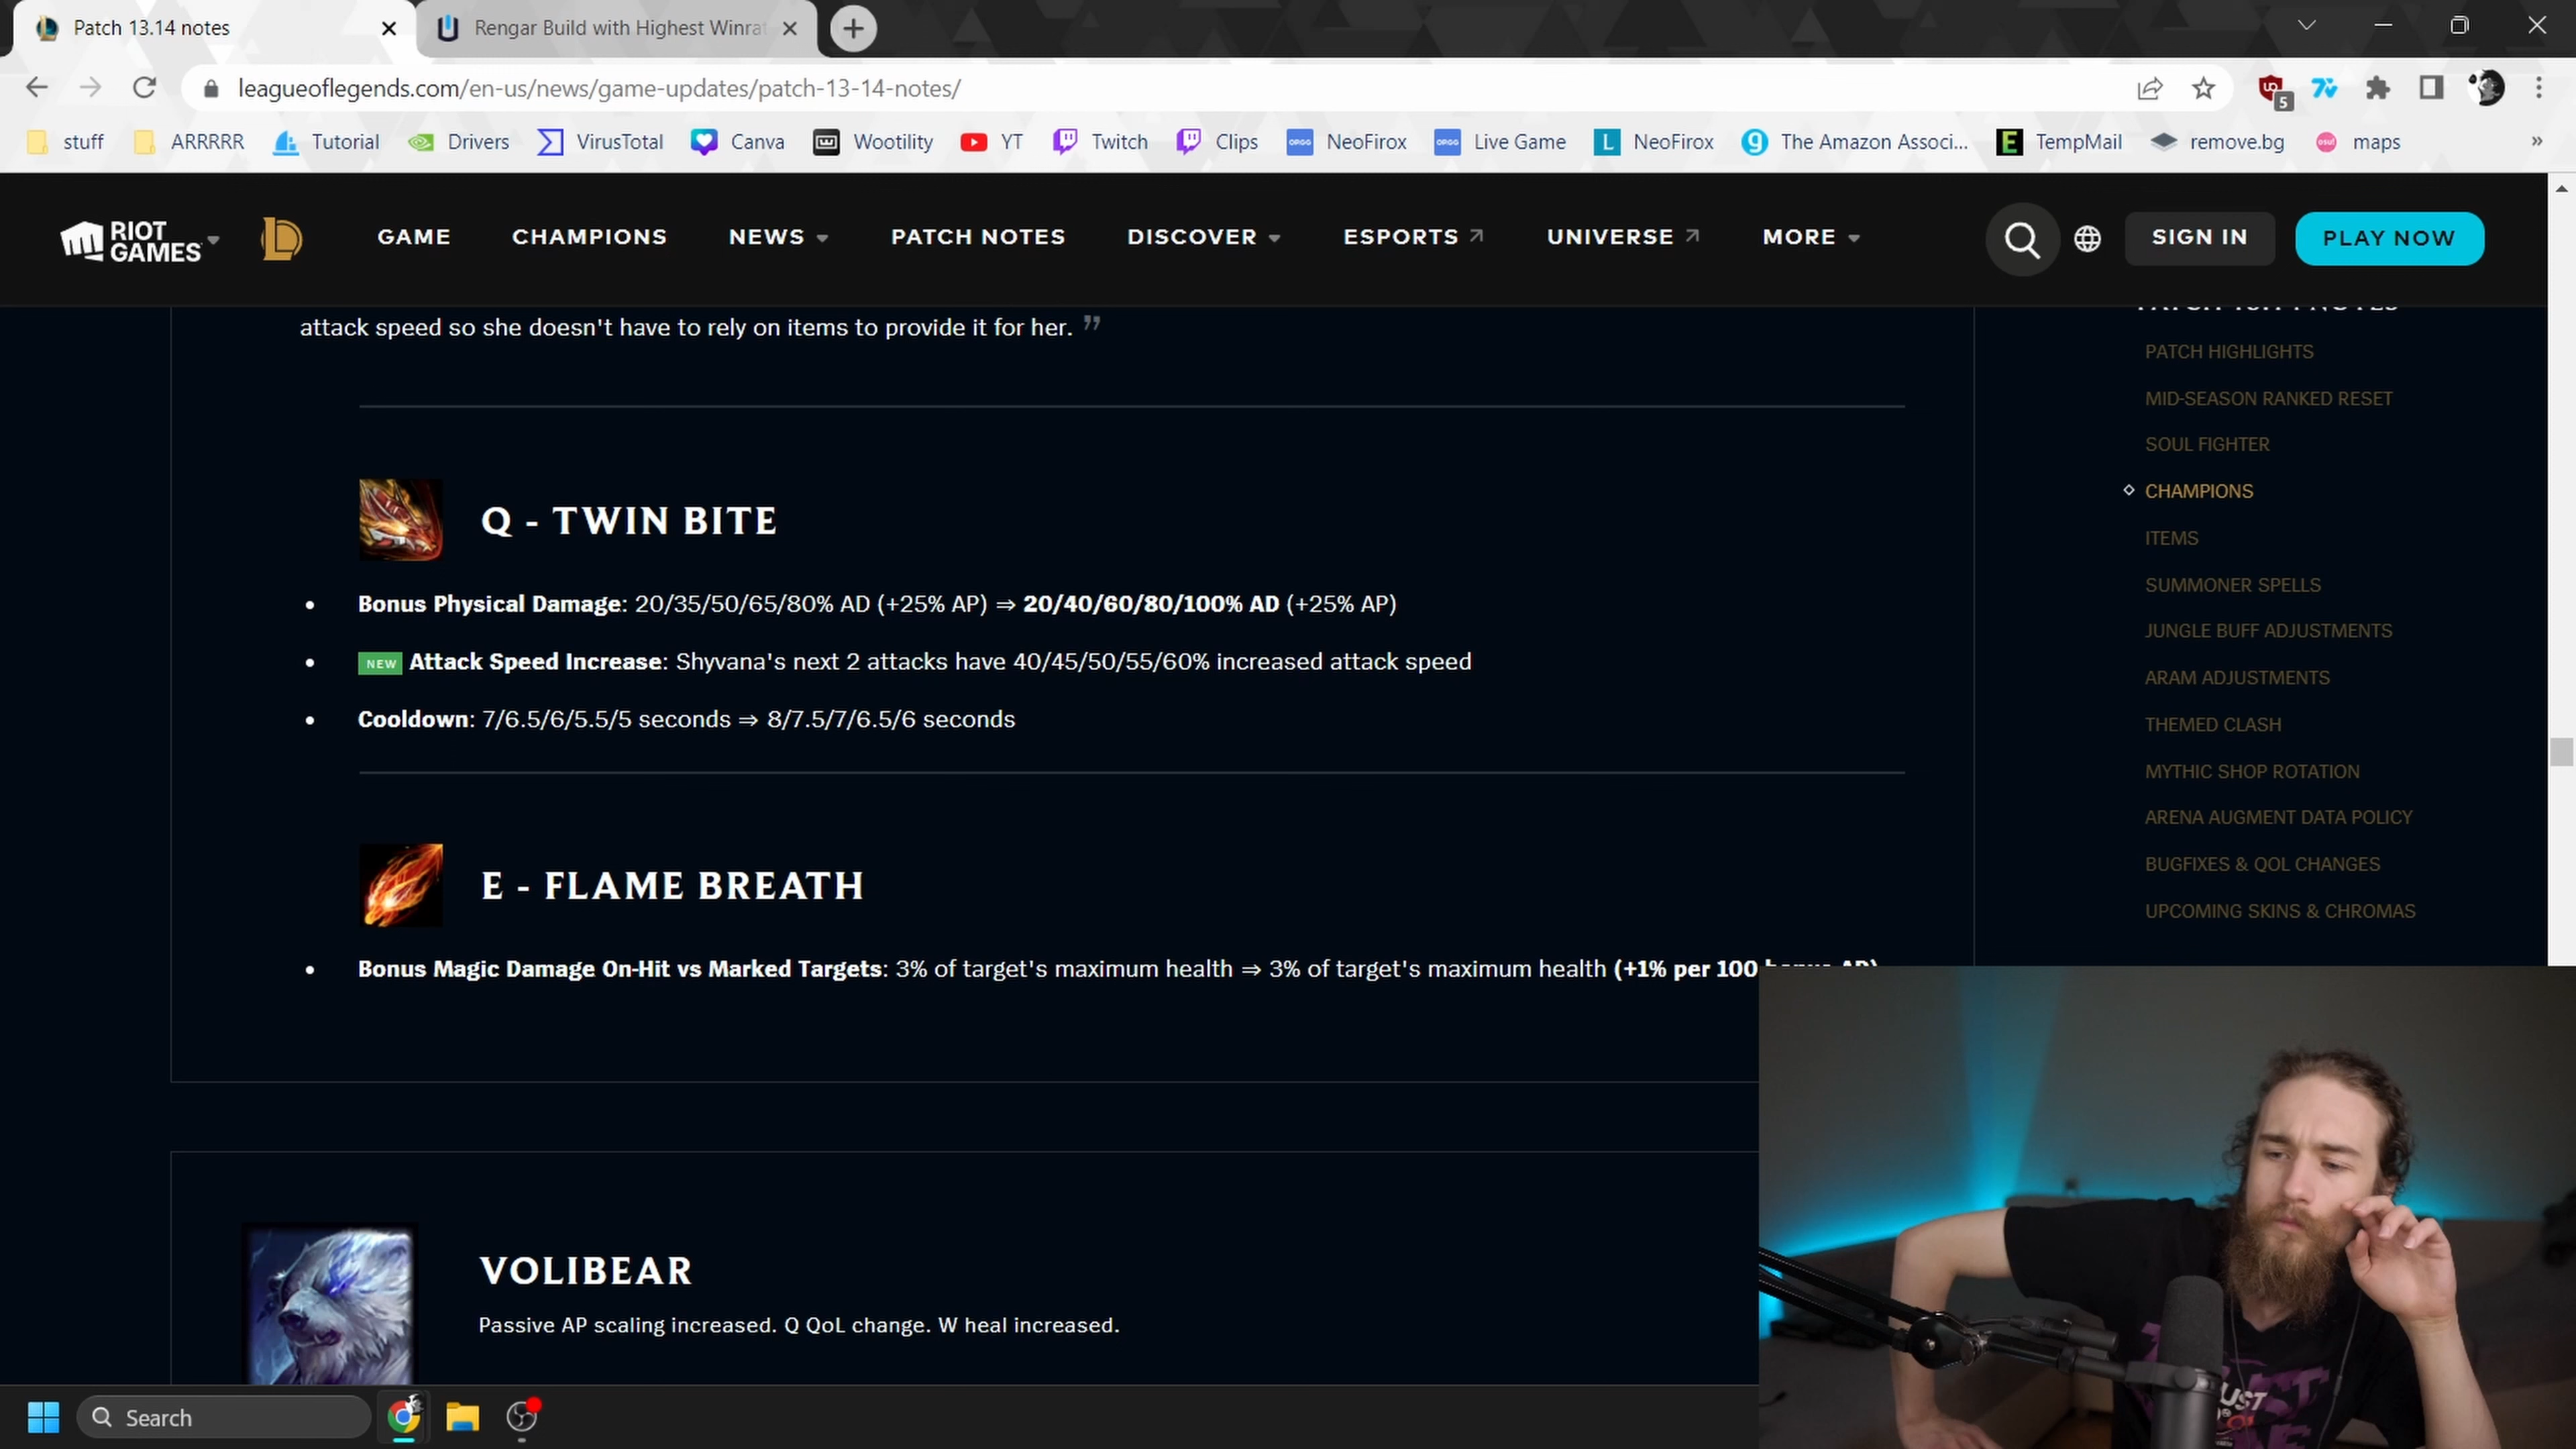 Patch 13.14 notes
Rengar Build with Highest Winra
leagueoflegends.com/en-us/news/game-updates/patch-13-14-notes/
5
stuff ARRRRR Tutorial Drivers VirusTotal Canva Wootility YT Twitch Clips NeoFirox Live Game NeoFirox The Amazon Associ... TempMail remove.bg maps
RIOT GAMES GAME CHAMPIONS NEWS PATCH NOTES DISCOVER ESPORTS UNIVERSE MORE SIGN IN PLAY NOW
attack speed so she doesn't have to rely on items to provide it for her. ”
Q - TWIN BITE
• Bonus Physical Damage: 20/35/50/65/80% AD (+25% AP) ⇒ 20/40/60/80/100% AD (+25% AP)
• NEW Attack Speed Increase: Shyvana's next 2 attacks have 40/45/50/55/60% increased attack speed
• Cooldown: 7/6.5/6/5.5/5 seconds ⇒ 8/7.5/7/6.5/6 seconds
E - FLAME BREATH
• Bonus Magic Damage On-Hit vs Marked Targets: 3% of target's maximum health ⇒ 3% of target's maximum health (+1% per 100
VOLIBEAR
Passive AP scaling increased. Q QoL change. W heal increased.
PATCH HIGHLIGHTS
MID-SEASON RANKED RESET
SOUL FIGHTER
CHAMPIONS
ITEMS
SUMMONER SPELLS
JUNGLE BUFF ADJUSTMENTS
ARAM ADJUSTMENTS
THEMED CLASH
MYTHIC SHOP ROTATION
ARENA AUGMENT DATA POLICY
BUGFIXES & QOL CHANGES
UPCOMING SKINS & CHROMAS
Search